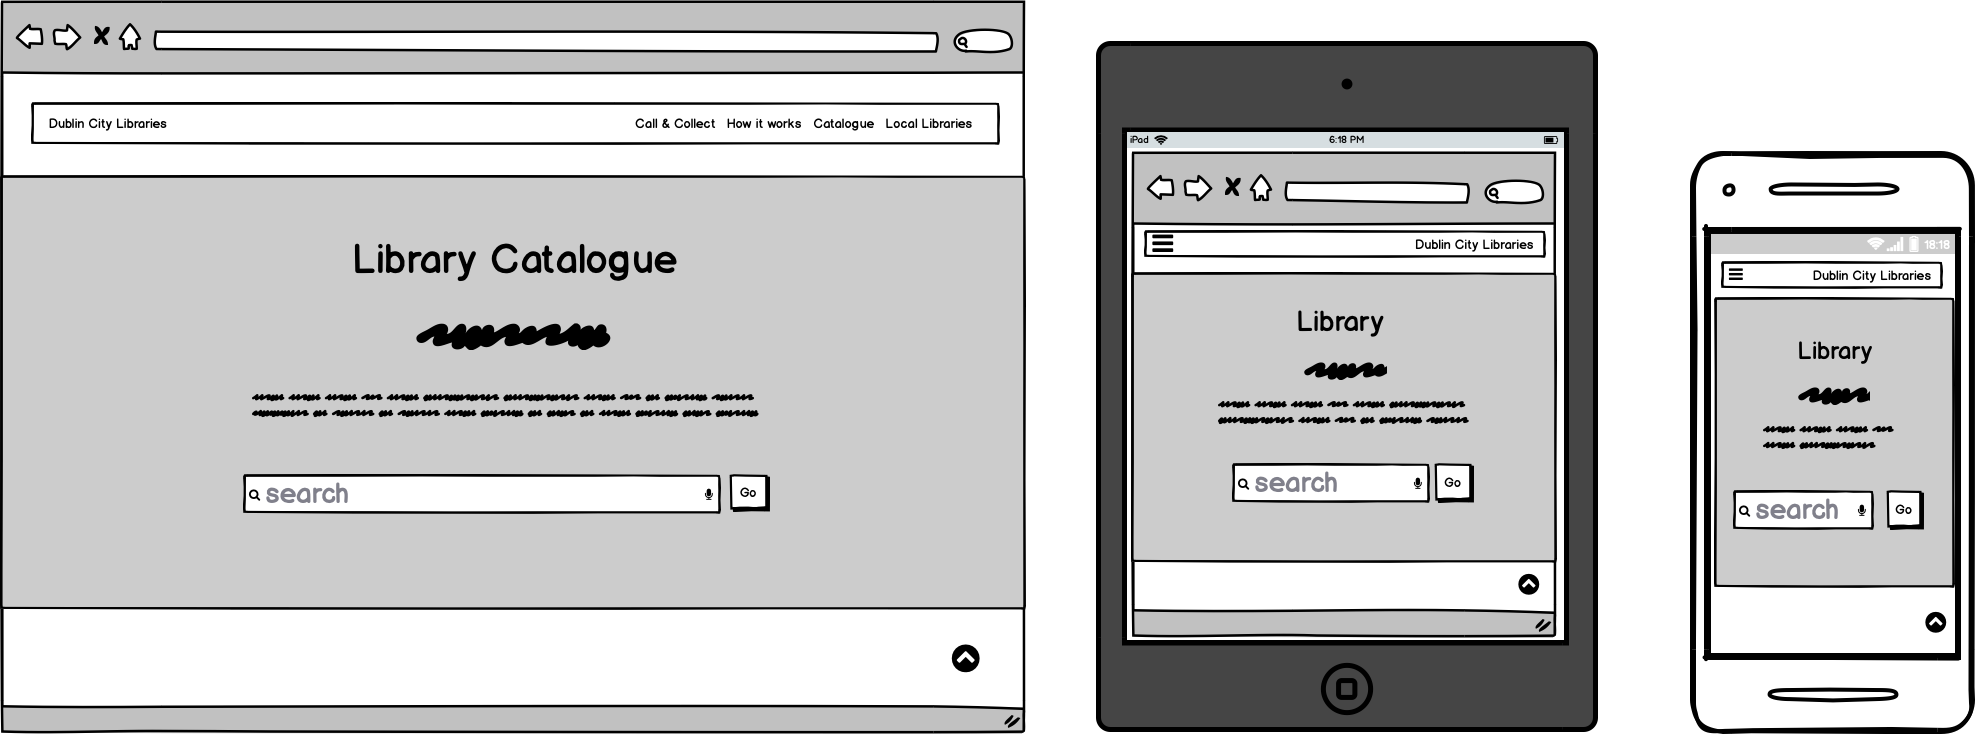 Dublin City Libraries
Call & Collect How it works Catalogue Local Libraries
Library Catalogue
search
Go
iPad
6:18 PM
Dublin City Libraries
Library
search
Go
18:18
Dublin City Libraries
Library
search
Go